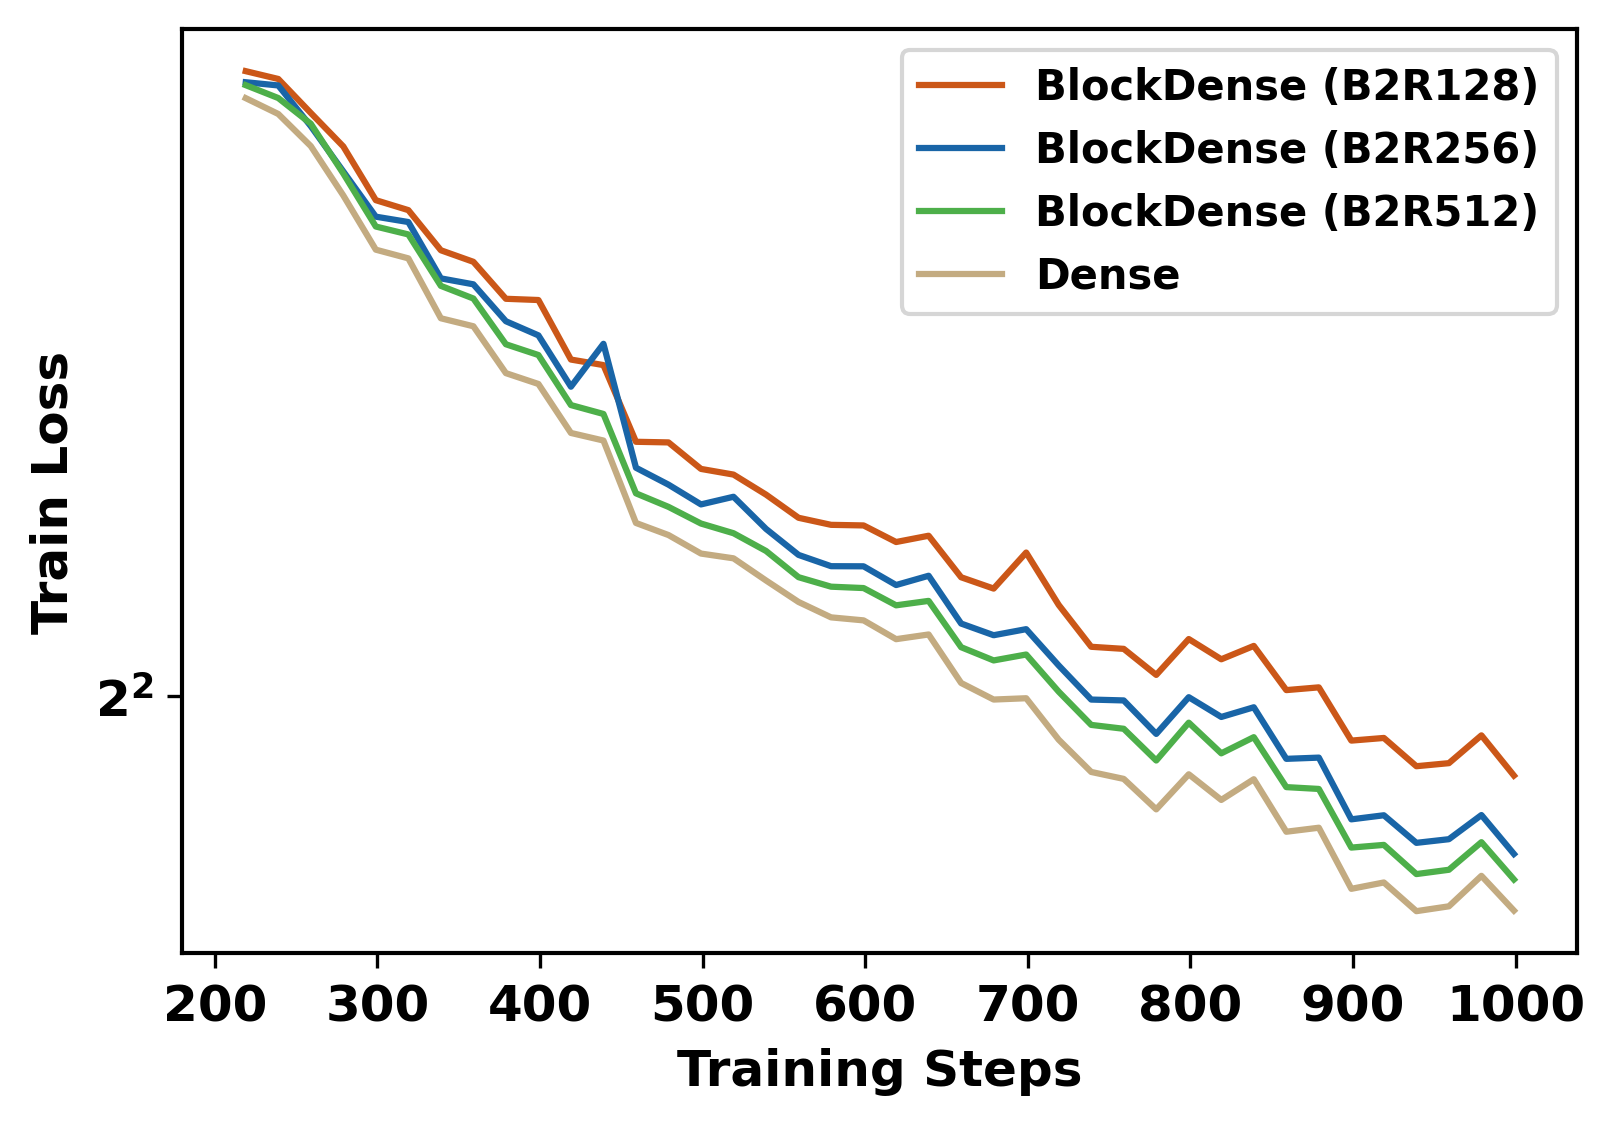 BlockDense (B2R128)
BlockDense (B2R256)
BlockDense (B2R512)
Dense
Train Loss
2²
200 300 400 500 600 700 800 900 1000
Training Steps